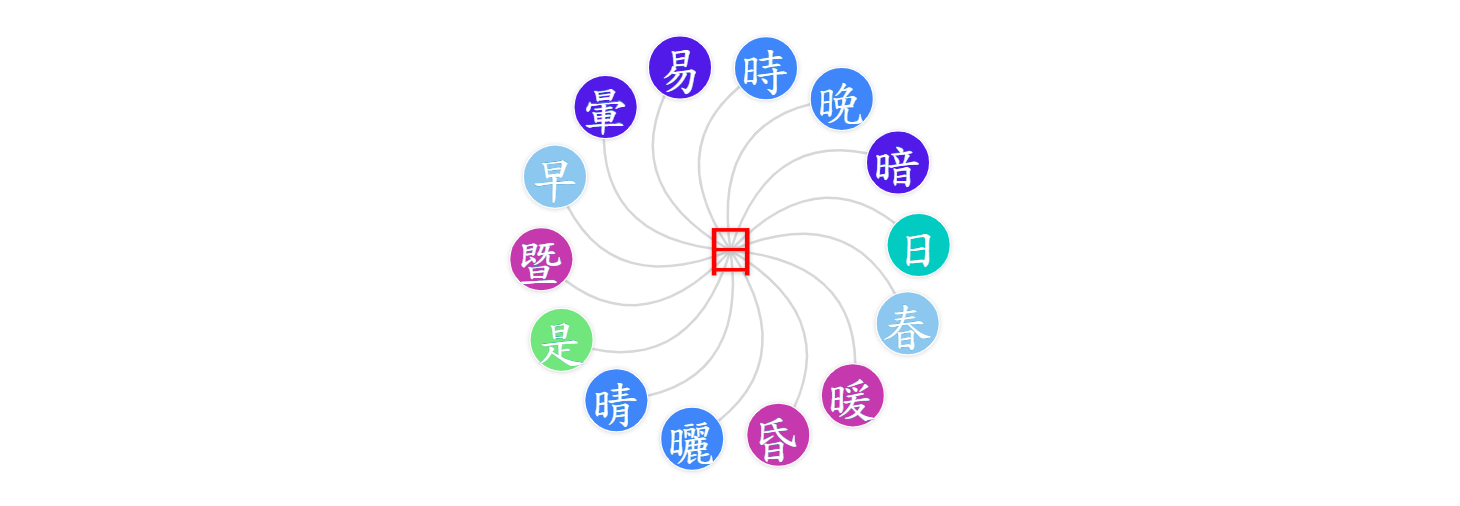 易
時
晚
暗
日
春
暖
昏
曬
晴
是
暨
早
暈
日